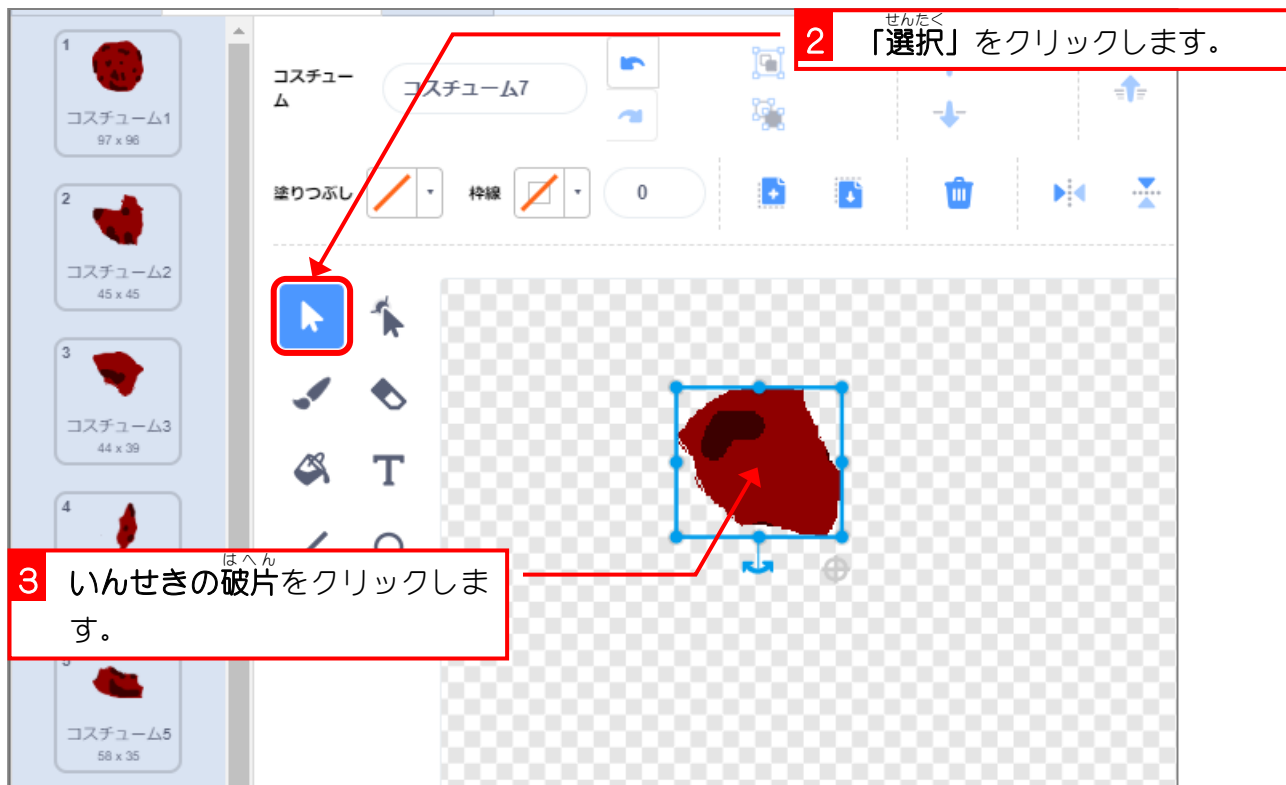 2
せんたく
「選択」をクリックします。
1
コスチューム1
97 x 96
2
コスチューム2
45 x 45
3
コスチューム3
44 x 39
4
5
コスチューム5
58 x 35
コスチュー
ム
コスチューム7
塗りつぶし
枠線
0
T
3
はへん
いんせきの破片をクリックしま
す。